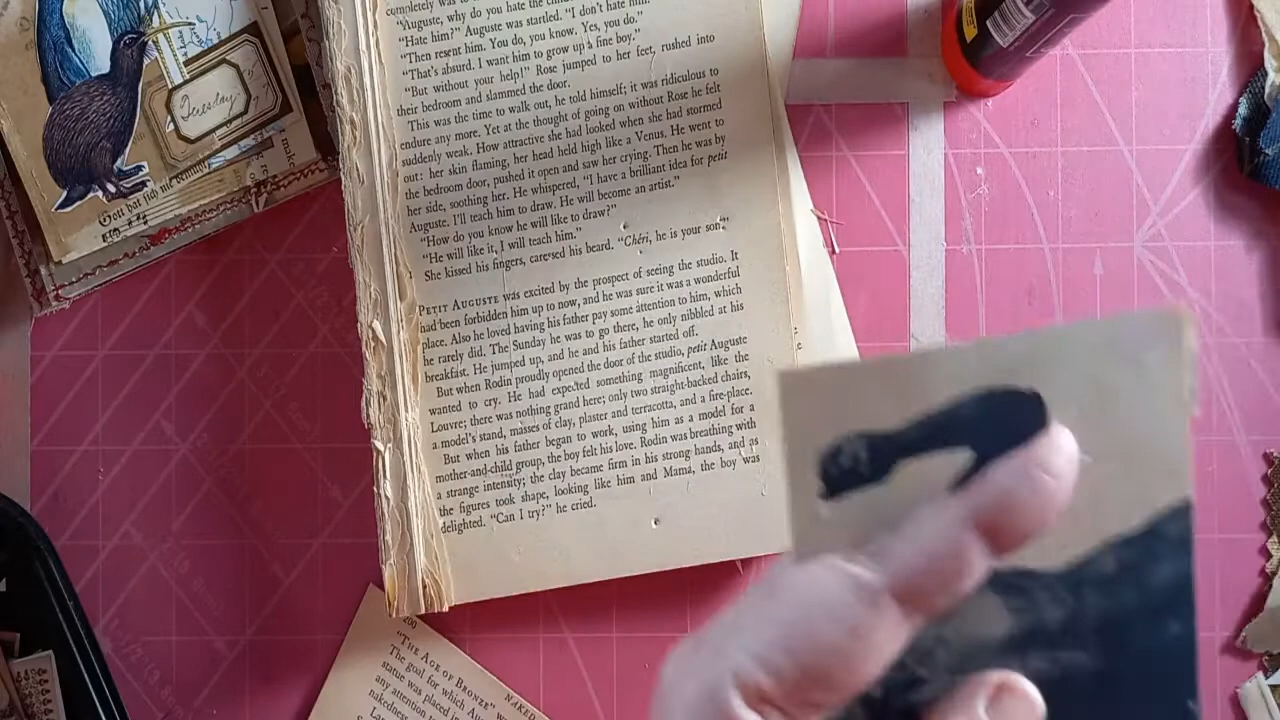 completely was to
"Auguste, why do you hate the
"Hate him?" Auguste was startled. "I don't hate him."
"Then resent him. You do, you know. Yes, you do."
"That's absurd. I want him to grow up a fine boy."
"But without your help!" Rose jumped to her feet, rushed into
their bedroom and slammed the door.
This was the time to walk out, he told himself; it was ridiculous to
endure any more. Yet at the thought of going on without Rose he felt
suddenly weak. How attractive she had looked when she had stormed
out: her skin flaming, her head held high like a Venus. He went to
the bedroom door, pushed it open and saw her crying. Then he was by
her side, soothing her. He whispered, "I have a brilliant idea for petit
Auguste. I'll teach him to draw. He will become an artist."
"How do you know he will like to draw?"
"He will like it, I will teach him."
She kissed his fingers, caressed his beard. "Chéri, he is your son."
PETIT AUGUSTE was excited by the prospect of seeing the studio. It
had been forbidden him up to now, and he was sure it was a wonderful
place. Also he loved having his father pay some attention to him, which
he rarely did. The Sunday he was to go there, he only nibbled at his
breakfast. He jumped up, and he and his father started off.
But when Rodin proudly opened the door of the studio, petit Auguste
wanted to cry. He had expected something magnificent, like the
Louvre; there was nothing grand here; only two straight-backed chairs,
a model's stand, masses of clay, plaster and terracotta, and a fire-place.
But when his father began to work, using him as a model for a
mother-and-child group, the boy felt his love. Rodin was breathing with
a strange intensity; the clay became firm in his strong hands, and as
the figures took shape, looking like him and Mama, the boy was
delighted. "Can I try?" he cried.
Tuesday
make
Gott hat sich nie
200
NAKED
"THE AGE OF BRONZE" w
The goal for which Au
statue was placed in
any attention
nakedness